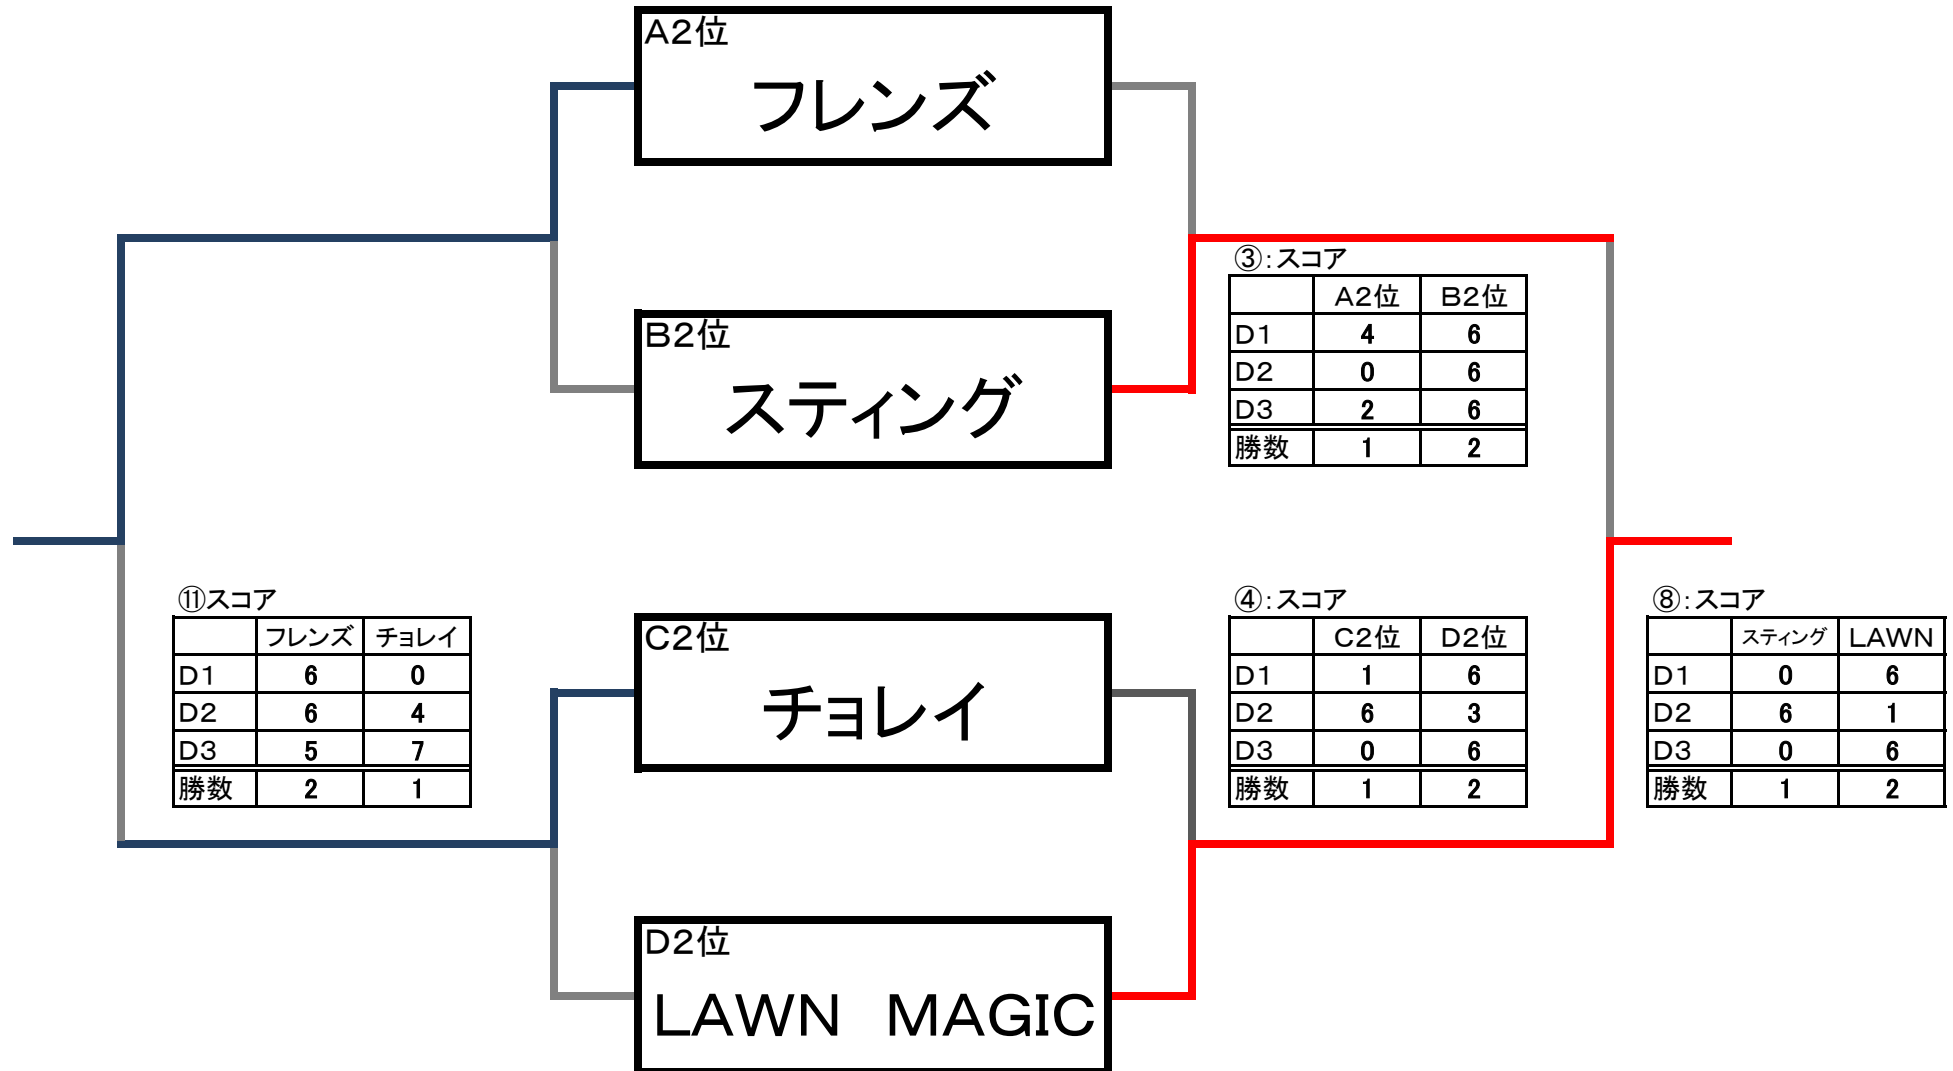 A2位
フレンズ
B2位
スティング
③:スコア
A2位 B2位
D1 4 6
D2 0 6
D3 2 6
勝数 1 2
⑪スコア
フレンズ チョレイ
D1 6 0
D2 6 4
D3 5 7
勝数 2 1
C2位
チョレイ
④:スコア
C2位 D2位
D1 1 6
D2 6 3
D3 0 6
勝数 1 2
⑧:スコア
スティング LAWN
D1 0 6
D2 6 1
D3 0 6
勝数 1 2
D2位
LAWN　MAGIC